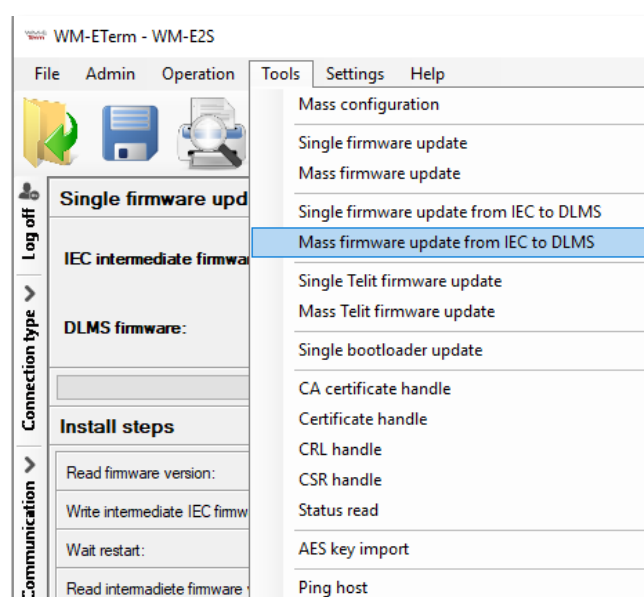 WM-ETerm - WM-E2S
File Admin Operation Tools Settings Help
Mass configuration
Single firmware update
Mass firmware update
Single firmware update from IEC to DLMS
Mass firmware update from IEC to DLMS
Single Telit firmware update
Mass Telit firmware update
Single bootloader update
CA certificate handle
Certificate handle
CRL handle
CSR handle
Status read
AES key import
Ping host
Log off
Connection type
Communication
Single firmware upd
IEC intermediate firmwa
DLMS firmware:
Install steps
Read firmware version:
Write intermediate IEC firmw
Wait restart:
Read intermadiete firmware